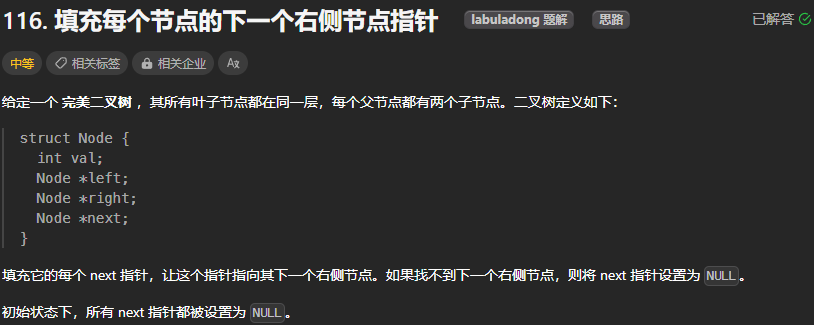 116. 填充每个节点的下一个右侧节点指针 labuladong 题解 思路 已解答
中等 相关标签 相关企业 Aあ
给定一个 完美二叉树 ，其所有叶子节点都在同一层，每个父节点都有两个子节点。二叉树定义如下：
struct Node {
int val;
Node *left;
Node *right;
Node *next;
}
填充它的每个 next 指针，让这个指针指向其下一个右侧节点。如果找不到下一个右侧节点，则将 next 指针设置为 NULL。
初始状态下，所有 next 指针都被设置为 NULL。